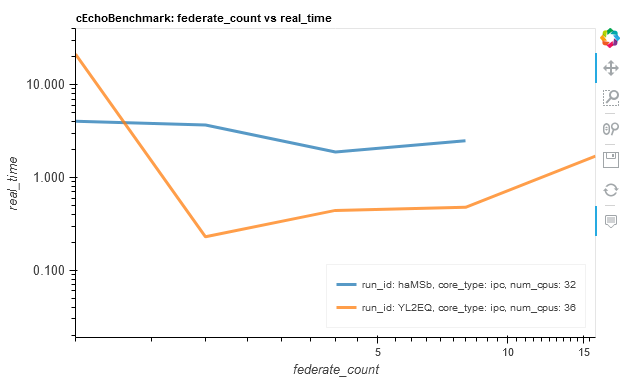 cEchoBenchmark: federate_count vs real_time
10.000
1.000
0.100
real_time
run_id: haMSb, core_type: ipc, num_cpus: 32
run_id: YL2EQ, core_type: ipc, num_cpus: 36
5 10 15
federate_count